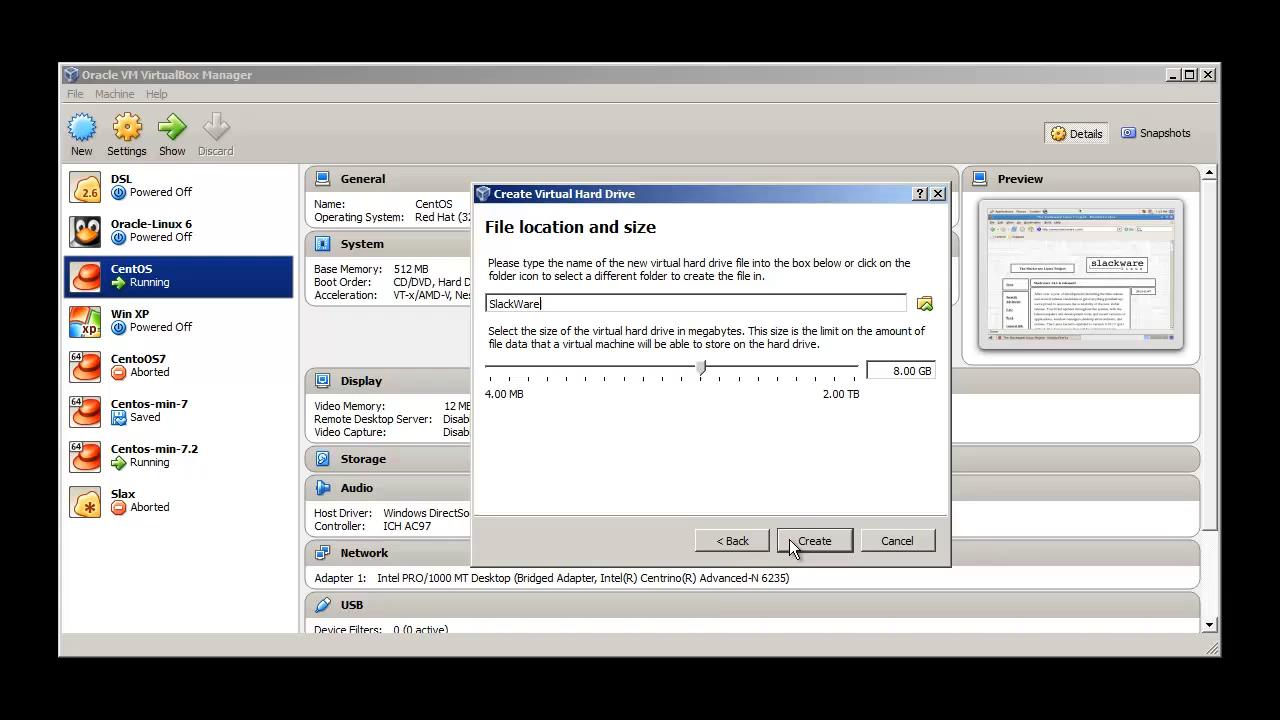 Oracle VM VirtualBox Manager
File Machine Help
New Settings Show Discard
Details Snapshots
DSL
2.6
Powered Off
Oracle-Linux 6
Powered Off
CentOS
Running
Win XP
xp
Powered Off
CentoOS7
64
Aborted
Centos-min-7
64
Saved
Centos-min-7.2
64
Running
Slax
Aborted
General
Name: CentOS
Operating System: Red Hat (32
System
Base Memory: 512 MB
Boot Order: CD/DVD, Hard D
Acceleration: VT-x/AMD-V, Nes
Display
Video Memory: 12 MB
Remote Desktop Server: Disab
Video Capture: Disab
Storage
Audio
Host Driver: Windows DirectSo
Controller: ICH AC97
Network
Adapter 1: Intel PRO/1000 MT Desktop (Bridged Adapter, Intel(R) Centrino(R) Advanced-N 6235)
USB
Device Filters: 0 (0 active)
Preview
slackware
Create Virtual Hard Drive
File location and size
Please type the name of the new virtual hard drive file into the box below or click on the
folder icon to select a different folder to create the file in.
SlackWare
Select the size of the virtual hard drive in megabytes. This size is the limit on the amount of
file data that a virtual machine will be able to store on the hard drive.
8.00 GB
4.00 MB 2.00 TB
< Back Create Cancel